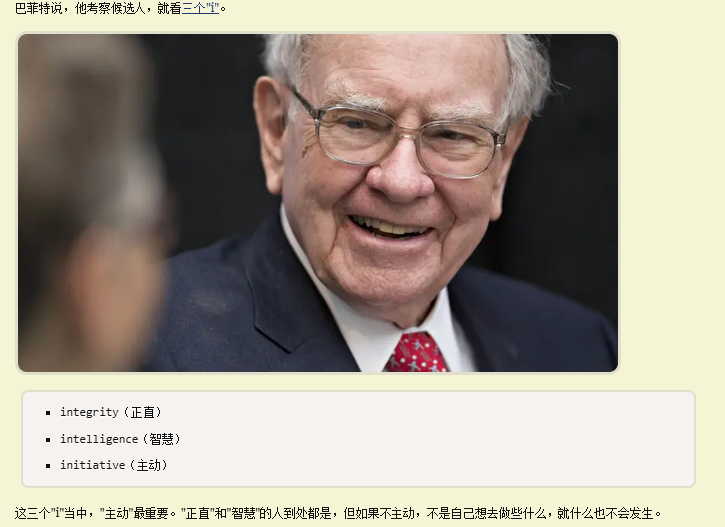 巴菲特说，他考察候选人，就看三个"i"。
integrity（正直）
intelligence（智慧）
initiative（主动）
这三个"i"当中，"主动"最重要。"正直"和"智慧"的人到处都是，但如果不主动，不是自己想去做些什么，就什么也不会发生。